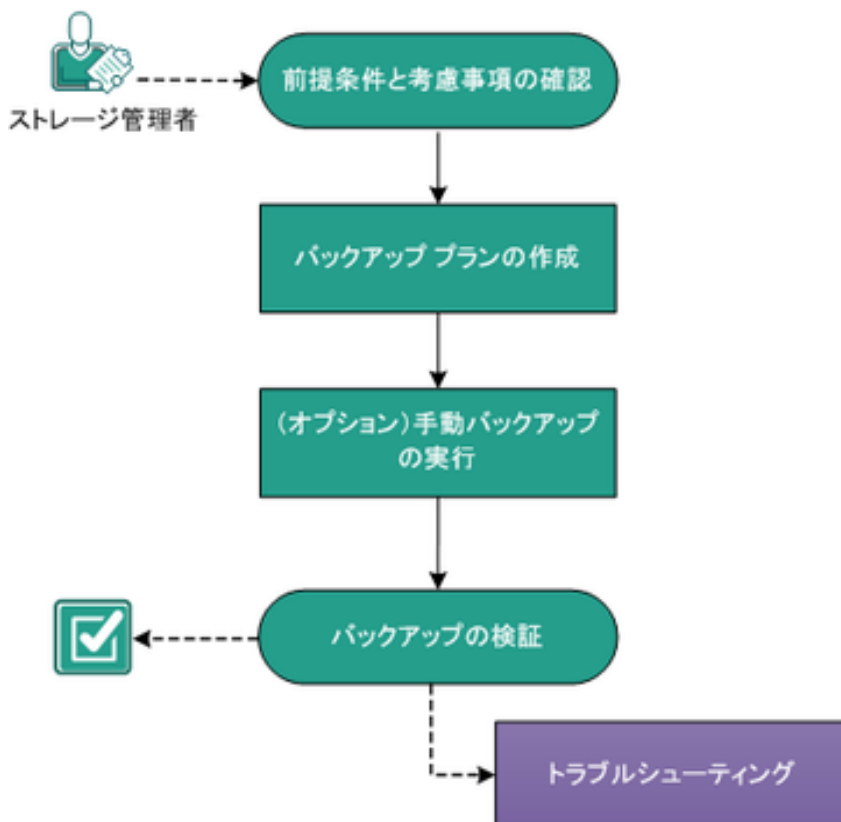 前提条件と考慮事項の確認
ストレージ管理者
バックアップ プランの作成
（オプション）手動バックアップ
の実行
バックアップの検証
トラブルシューティング